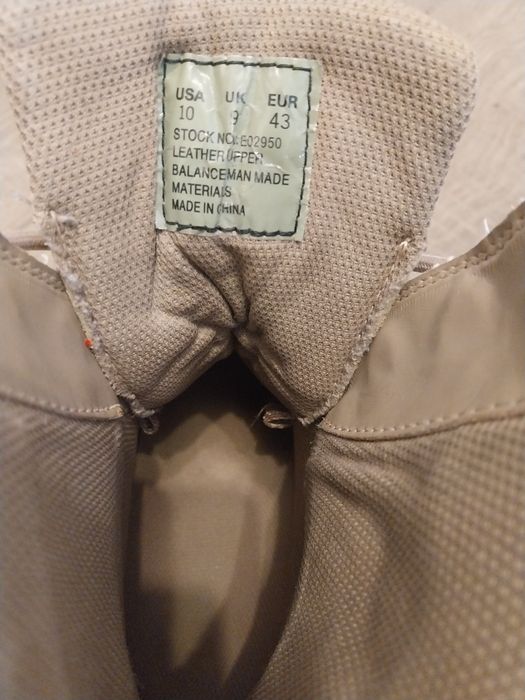 USA UK EUR
10 9 43
STOCK NO.:E02950
LEATHER UPPER
BALANCEMAN MADE
MATERIALS
MADE IN CHINA